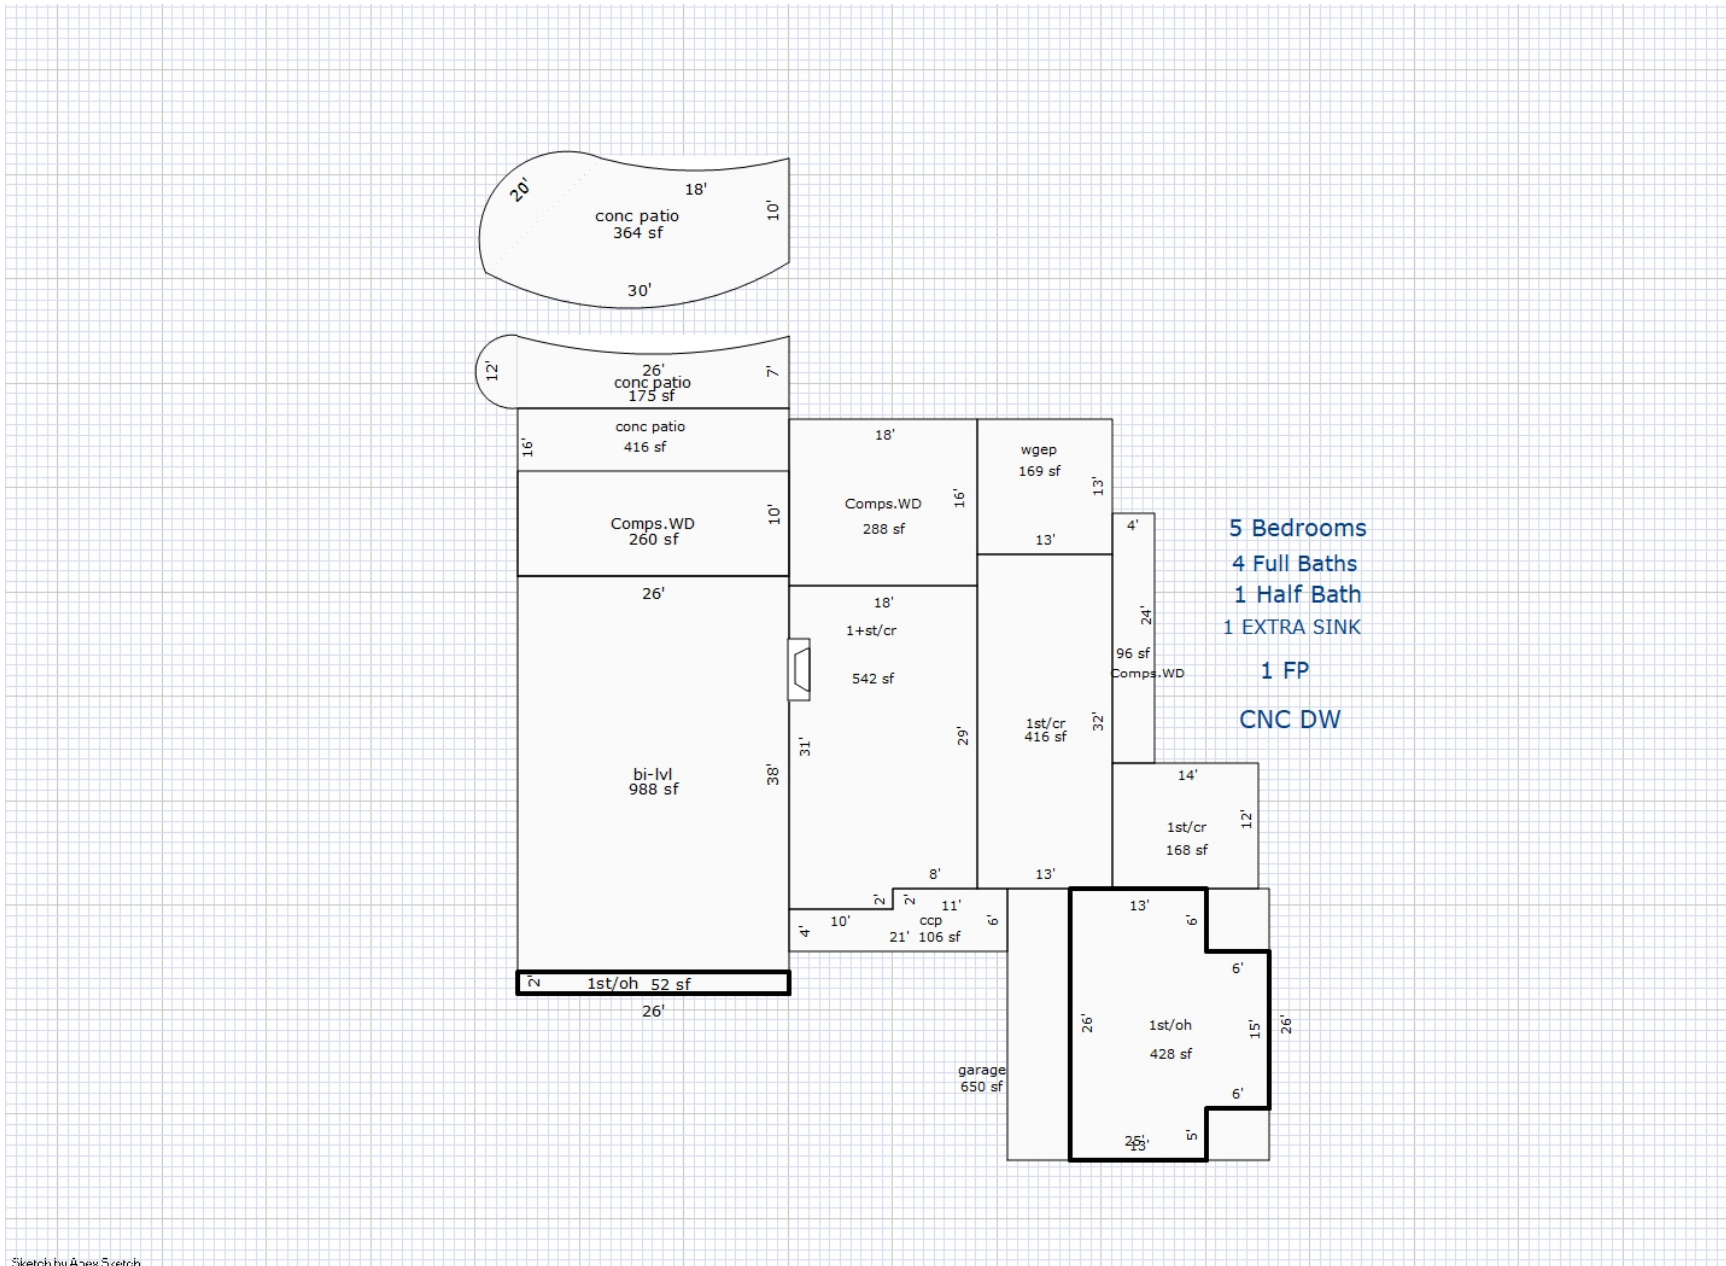 20'
18'
10'
conc patio
364 sf
30'
12'
26'
7'
conc patio
175 sf
conc patio
16'
416 sf
18'
wgep
169 sf
13'
16'
Comps.WD
288 sf
10'
Comps.WD
260 sf
13'
4'
5 Bedrooms
4 Full Baths
1 Half Bath
1 EXTRA SINK
1 FP
CNC DW
26'
18'
1+st/cr
542 sf
24'
96 sf
Comps.WD
31'
29'
1st/cr
416 sf
32'
bi-lvl
988 sf
38'
14'
12'
1st/cr
168 sf
8'
13'
2'
2'
11'
10'
ccp
6'
4'
21' 106 sf
13'
6'
2'
1st/oh 52 sf
26'
6'
26'
1st/oh
428 sf
15'
26'
garage
650 sf
6'
25'
13'
5'
Sketch by Apex Sketch